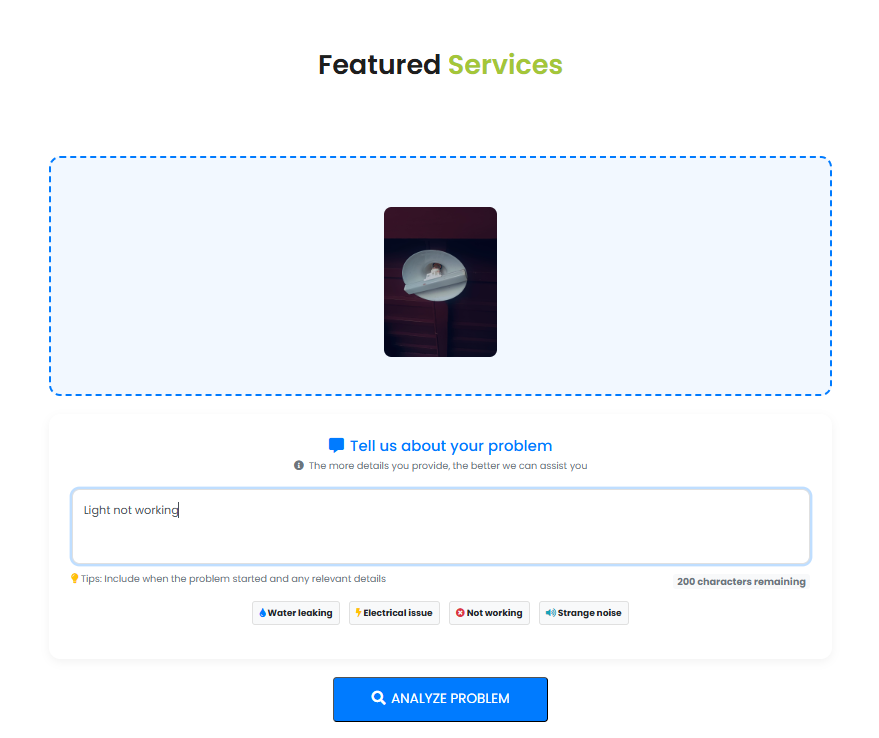 Featured Services
Tell us about your problem
The more details you provide, the better we can assist you
Light not working
Tips: Include when the problem started and any relevant details
200 characters remaining
Water leaking Electrical issue Not working Strange noise
ANALYZE PROBLEM